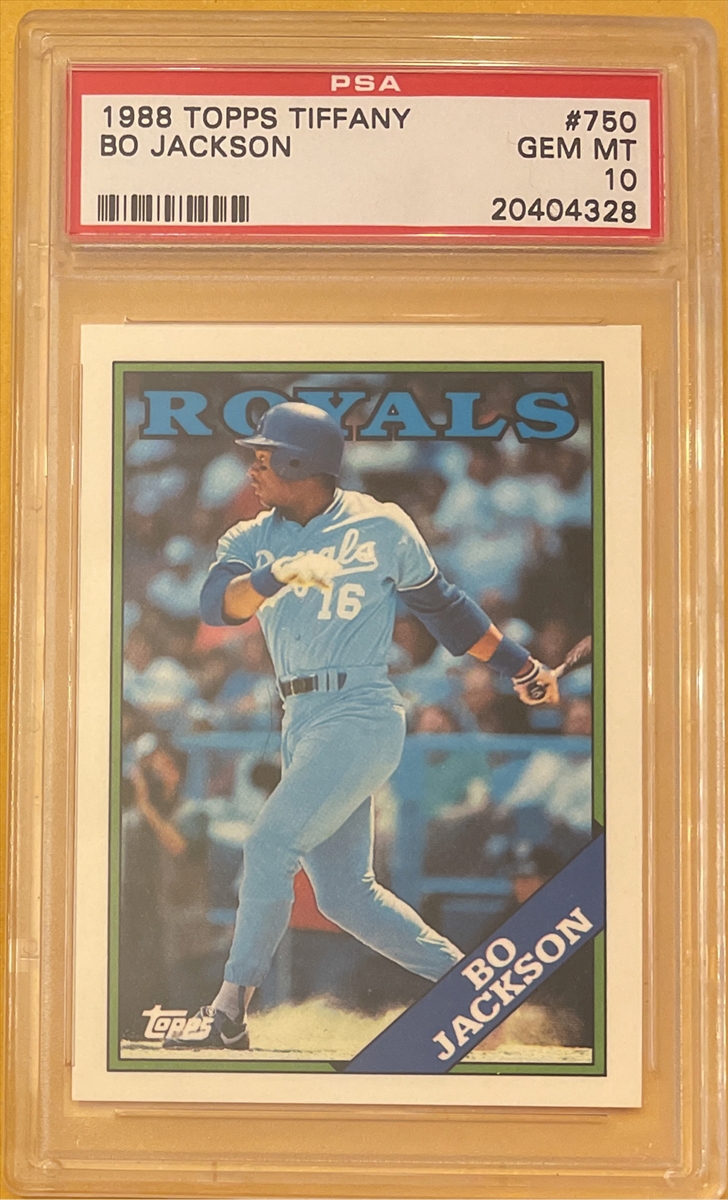 PSA
1988 TOPPS TIFFANY #750
BO JACKSON GEM MT
10
20404328
ROYALS
Royals
16
BO
JACKSON
topps